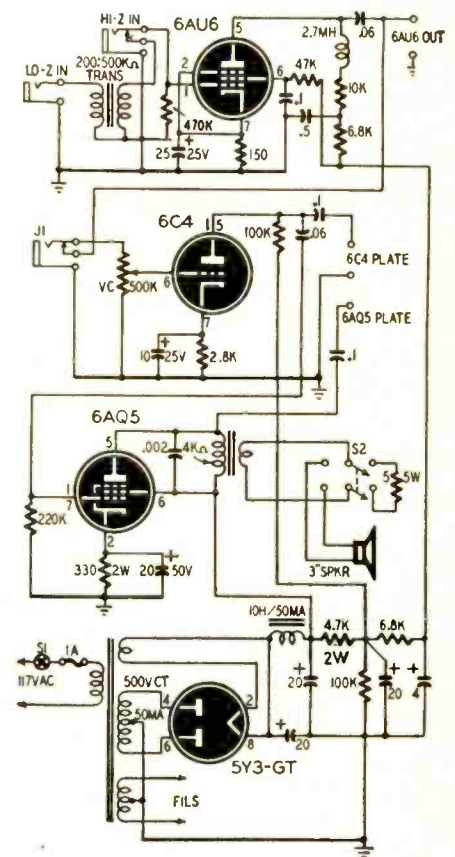 HI-Z IN
6AU6
5
2.7MH
.06
6AU6 OUT
LO-Z IN
200:500KΩ
TRANS
2
1
6
47K
10K
.1
.5
6.8K
470K
7
25
+
25V
150
J1
6C4
1
5
100K
.1
.06
6C4 PLATE
VC
500K
6
6AQ5 PLATE
7
+
10
25V
2.8K
.1
6AQ5
5
.002
4KΩ
S2
5
5W
1
7
6
220K
2
330
2W
+
20
50V
3"SPKR
10H/50MA
4.7K
2W
6.8K
S1
1A
117VAC
500VCT
50MA
4
2
6
8
+
20
+
20
100K
+
20
+
4
5Y3-GT
FILS